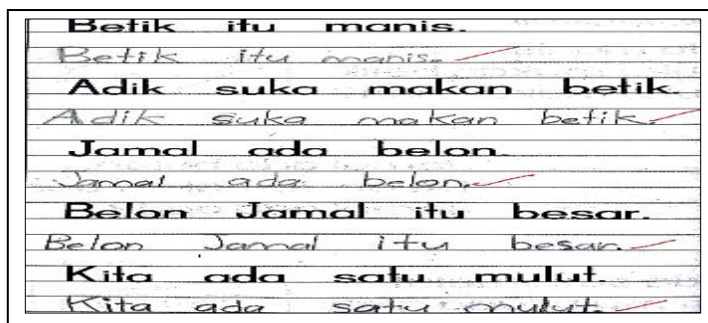 Betik itu manis.
Betik itu manis.
Adik suka makan betik.
Adik suka makan betik.
Jamal ada belon.
Jamal ada belon.
Belon Jamal itu besar.
Belon Jamal itu besar.
Kita ada satu mulut.
Kita ada satu mulut.